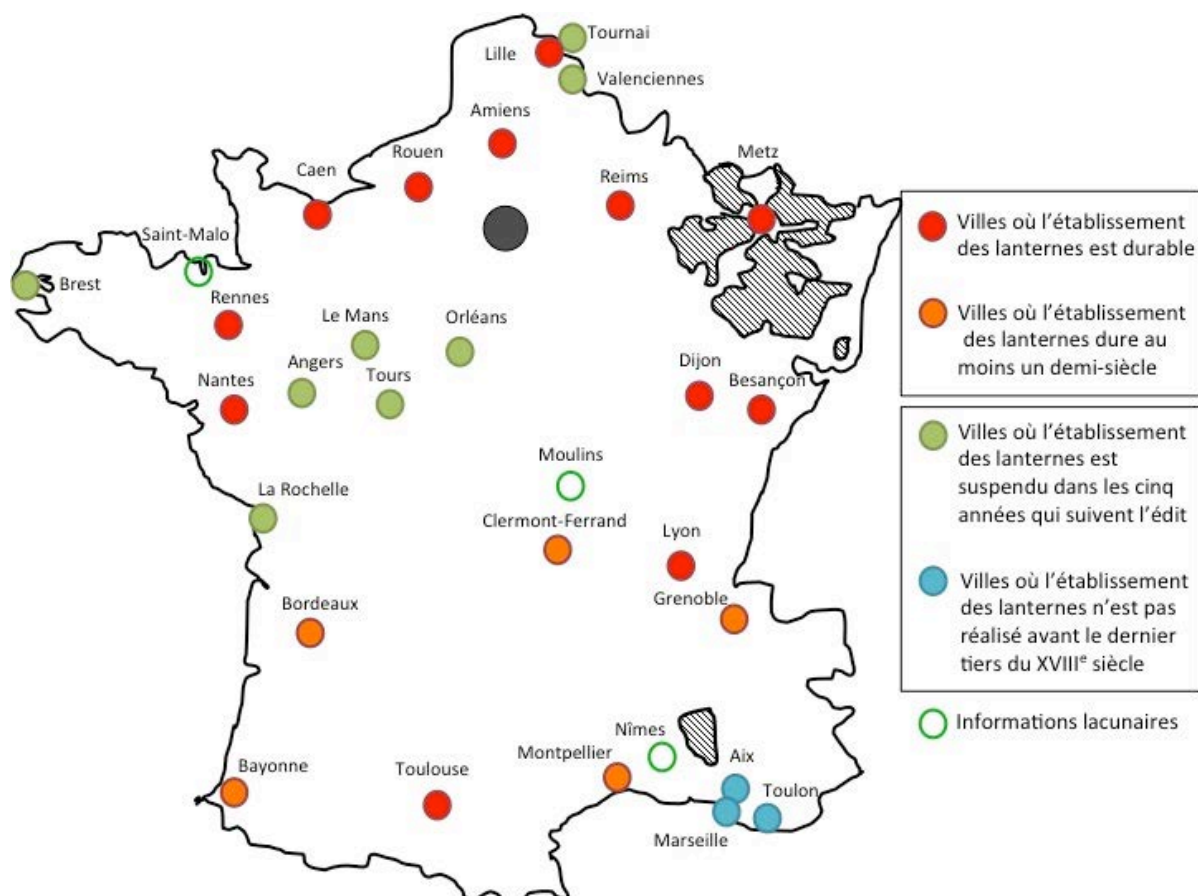 Tournai
Lille
Valenciennes
Amiens
Rouen
Caen
Reims
Metz
Saint-Malo
Brest
Rennes
Le Mans
Orléans
Angers
Tours
Nantes
Dijon
Besançon
Moulins
La Rochelle
Clermont-Ferrand
Lyon
Grenoble
Bordeaux
Nîmes
Montpellier
Aix
Bayonne
Toulouse
Toulon
Marseille
Villes où l’établissement
des lanternes est durable
Villes où l’établissement
des lanternes dure au
moins un demi-siècle
Villes où l’établissement
des lanternes est
suspendu dans les cinq
années qui suivent l’édit
Villes où l’établissement
des lanternes n’est pas
réalisé avant le dernier
tiers du XVIIIe siècle
Informations lacunaires